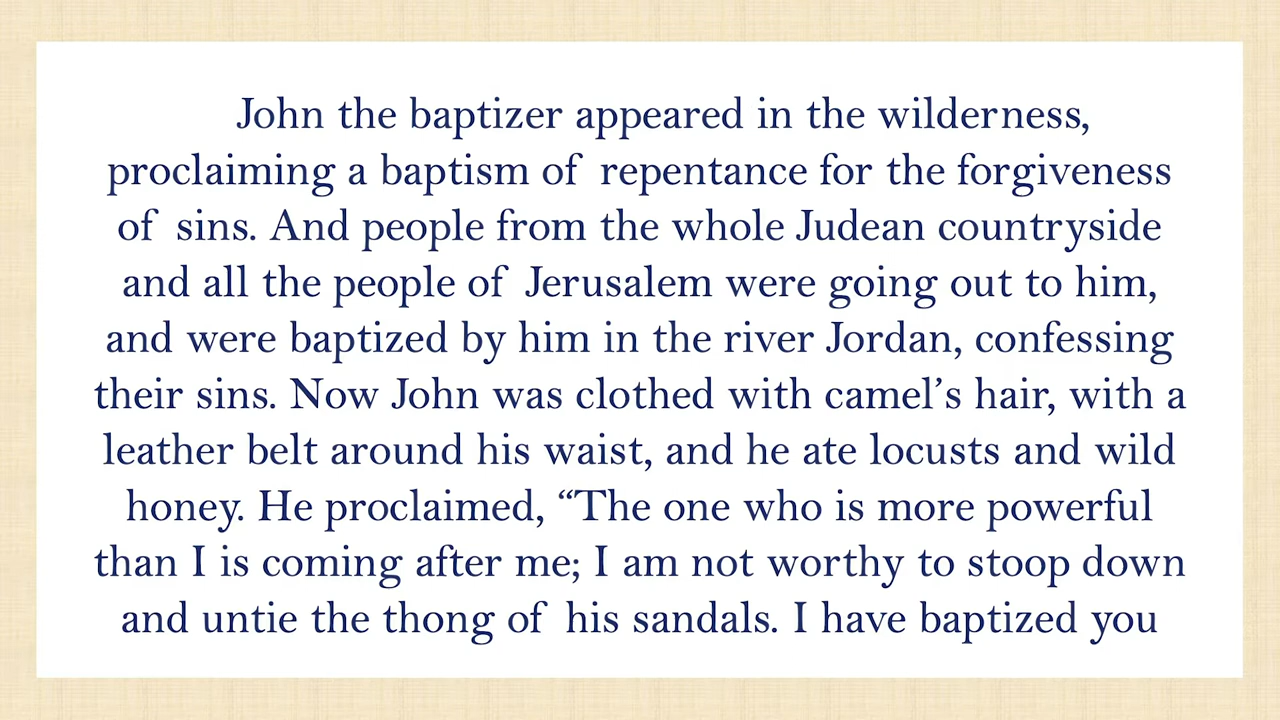 John the baptizer appeared in the wilderness,
proclaiming a baptism of repentance for the forgiveness
of sins. And people from the whole Judean countryside
and all the people of Jerusalem were going out to him,
and were baptized by him in the river Jordan, confessing
their sins. Now John was clothed with camel’s hair, with a
leather belt around his waist, and he ate locusts and wild
honey. He proclaimed, “The one who is more powerful
than I is coming after me; I am not worthy to stoop down
and untie the thong of his sandals. I have baptized you